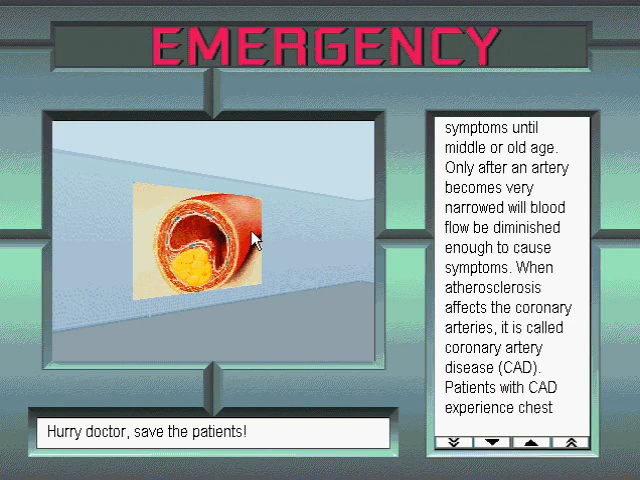 EMERGENCY
symptoms until
middle or old age.
Only after an artery
becomes very
narrowed will blood
flow be diminished
enough to cause
symptoms. When
atherosclerosis
affects the coronary
arteries, it is called
coronary artery
disease (CAD).
Patients with CAD
experience chest
Hurry doctor, save the patients!